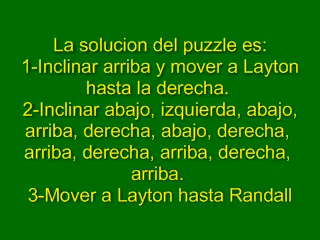 La solucion del puzzle es:
1-Inclinar arriba y mover a Layton
hasta la derecha.
2-Inclinar abajo, izquierda, abajo,
arriba, derecha, abajo, derecha,
arriba, derecha, arriba, derecha,
arriba.
3-Mover a Layton hasta Randall